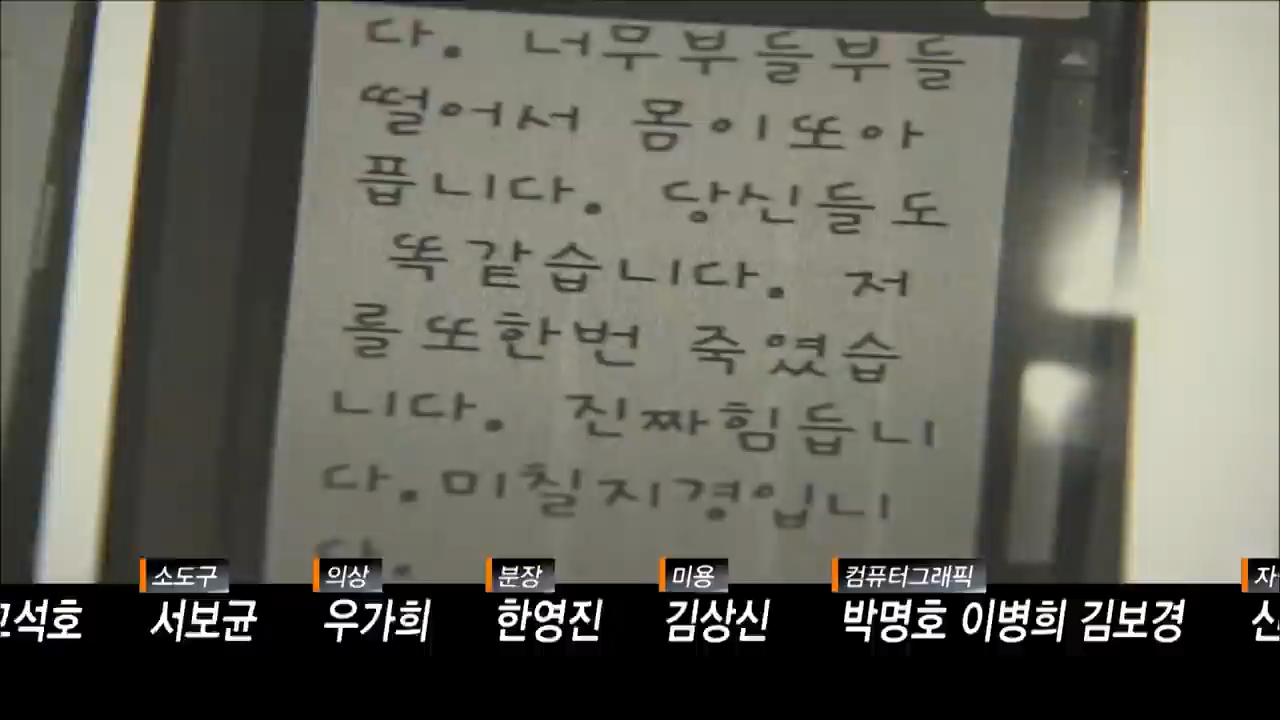 다. 너무부들부들
떨어서 몸이또아
픕니다. 당신들도
똑같습니다. 저
를또한번 죽였습
니다. 진짜힘듭니
다.미칠지경입니
다.
소도구 의상 분장 미용 컴퓨터그래픽
석호 서보균 우가희 한영진 김상신 박명호 이병희 김보경